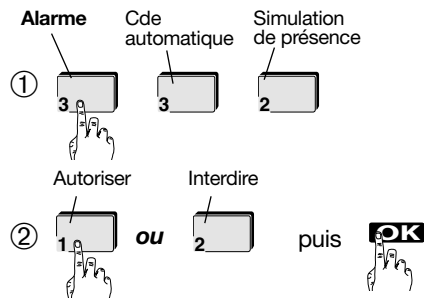 Alarme Cde automatique Simulation de présence
① 3 3 2
Autoriser Interdire
② 1 ou 2 puis OK